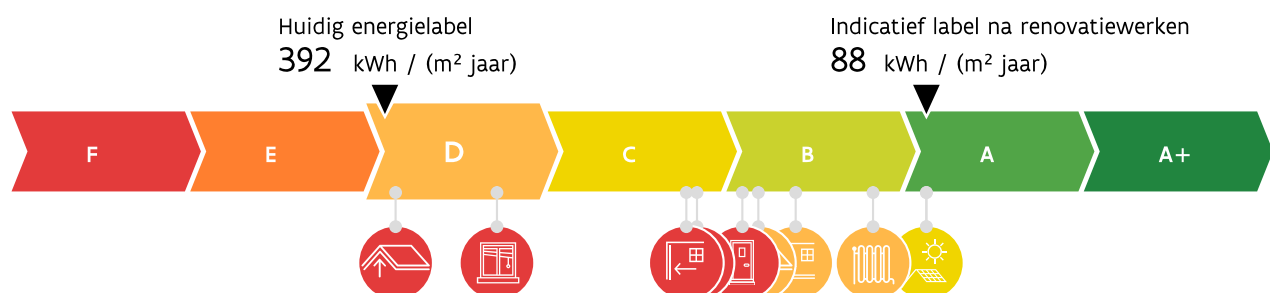 Huidig energielabel
392 kWh / (m² jaar)
Indicatief label na renovatiewerken
88 kWh / (m² jaar)
F
E
D
C
B
A
A+